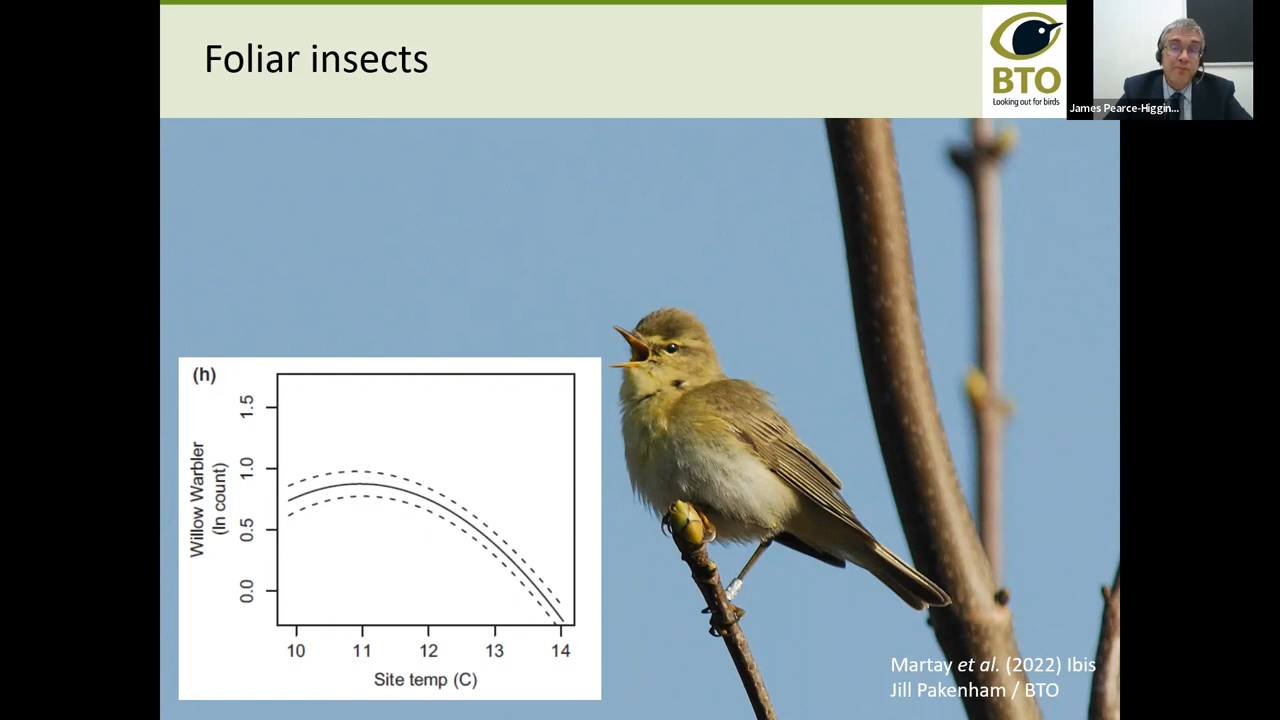 Foliar insects
BTO
Looking out for birds
James Pearce-Higgin...
(h)
Willow Warbler
(ln count)
1.5
1.0
0.5
0.0
10 11 12 13 14
Site temp (C)
Martay et al. (2022) Ibis
Jill Pakenham / BTO